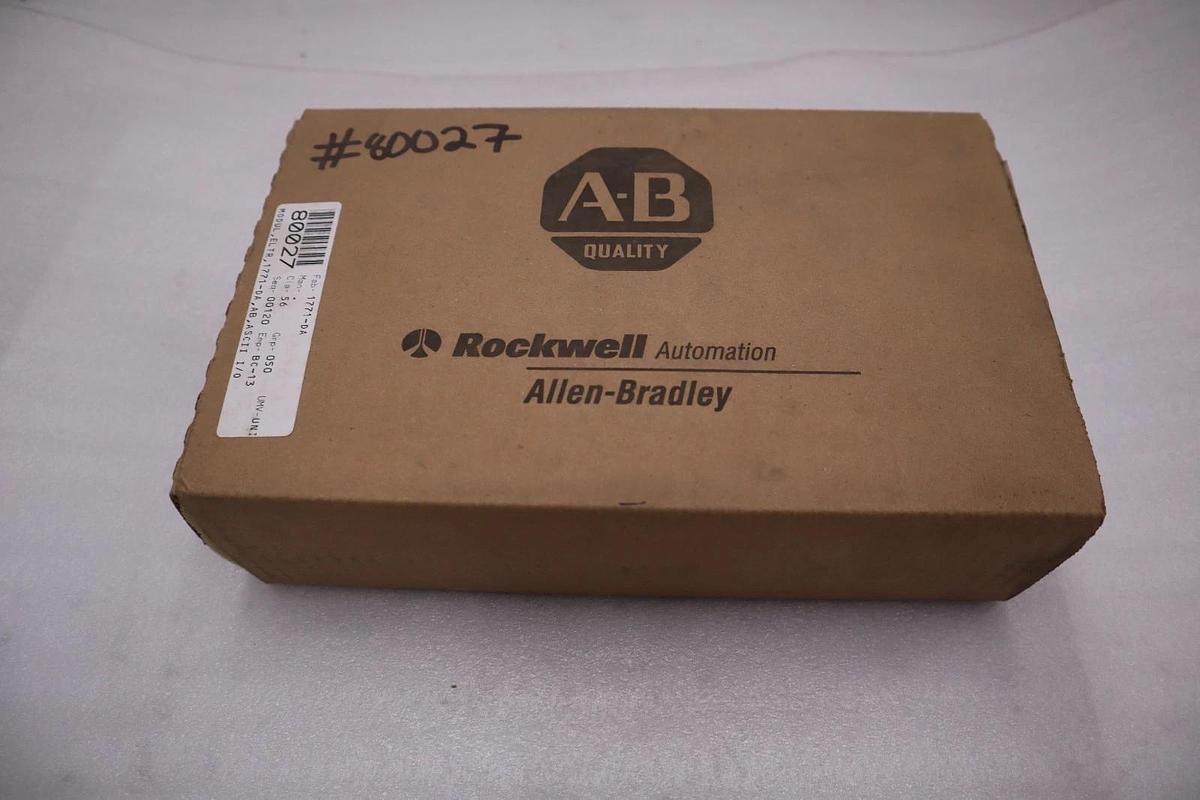 #80027
A-B
QUALITY
Rockwell Automation
Allen-Bradley
80027
Fab- 1771-DA
Man- .
Cla- 56 Grp- 050 UMV-UNI
Seq- 00120 Emp- BC-13
MODUL,ELTR,1771-DA,AB,ASCII I/O